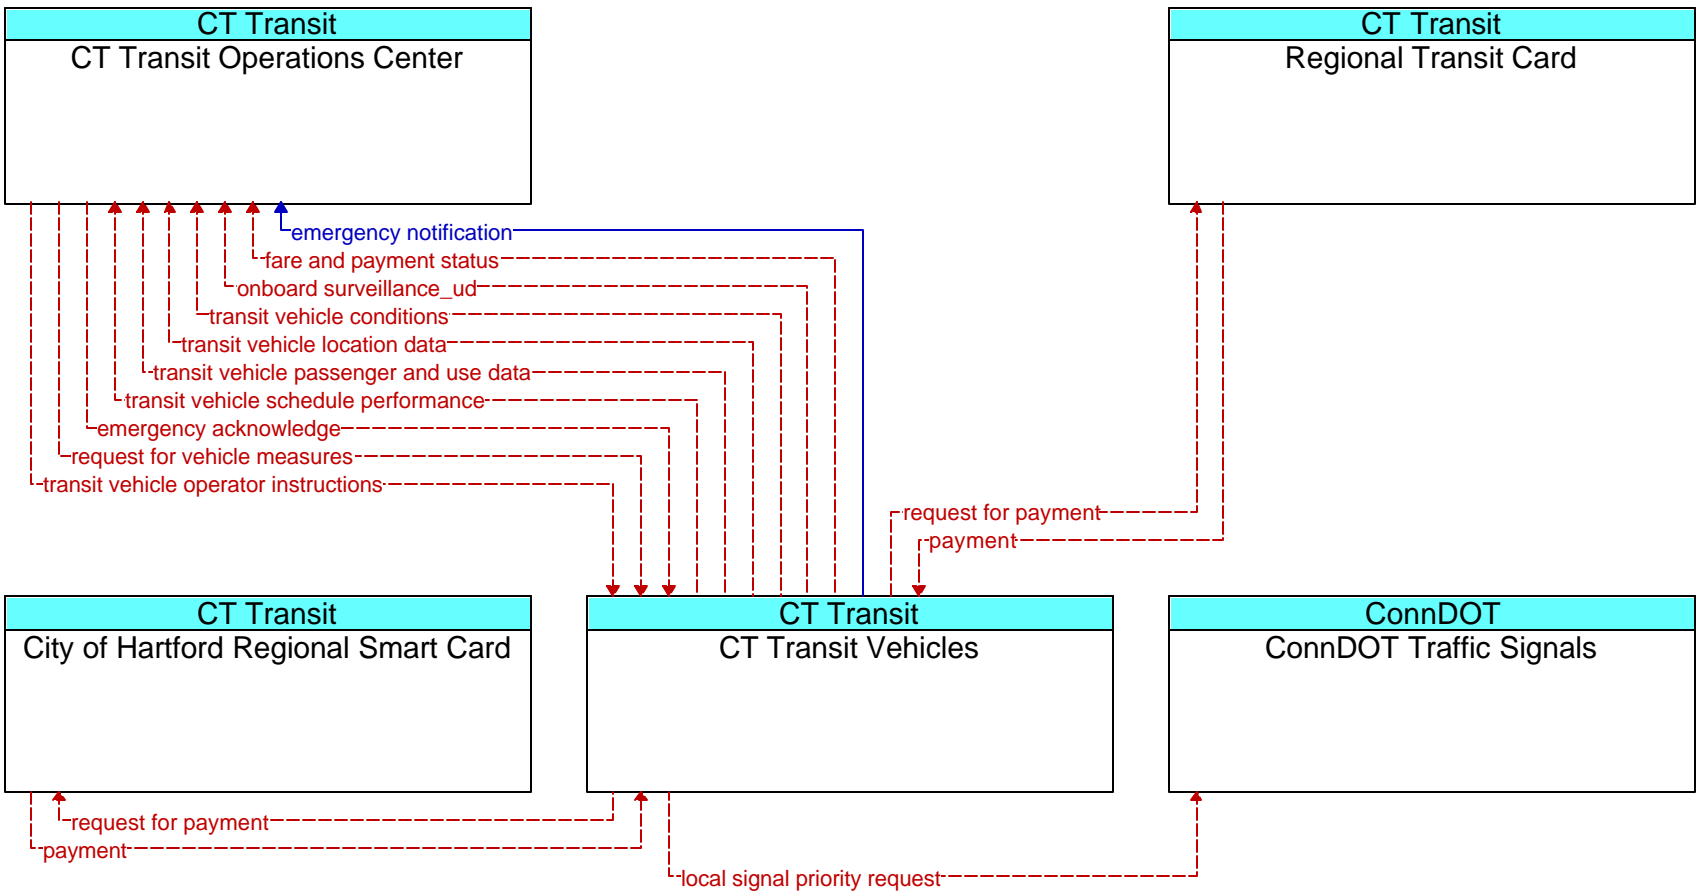 CT Transit
CT Transit Operations Center
CT Transit
Regional Transit Card
emergency notification
fare and payment status
onboard surveillance_ud
transit vehicle conditions
transit vehicle location data
transit vehicle passenger and use data
transit vehicle schedule performance
emergency acknowledge
request for vehicle measures
transit vehicle operator instructions
request for payment
payment
CT Transit
City of Hartford Regional Smart Card
CT Transit
CT Transit Vehicles
ConnDOT
ConnDOT Traffic Signals
request for payment
payment
local signal priority request